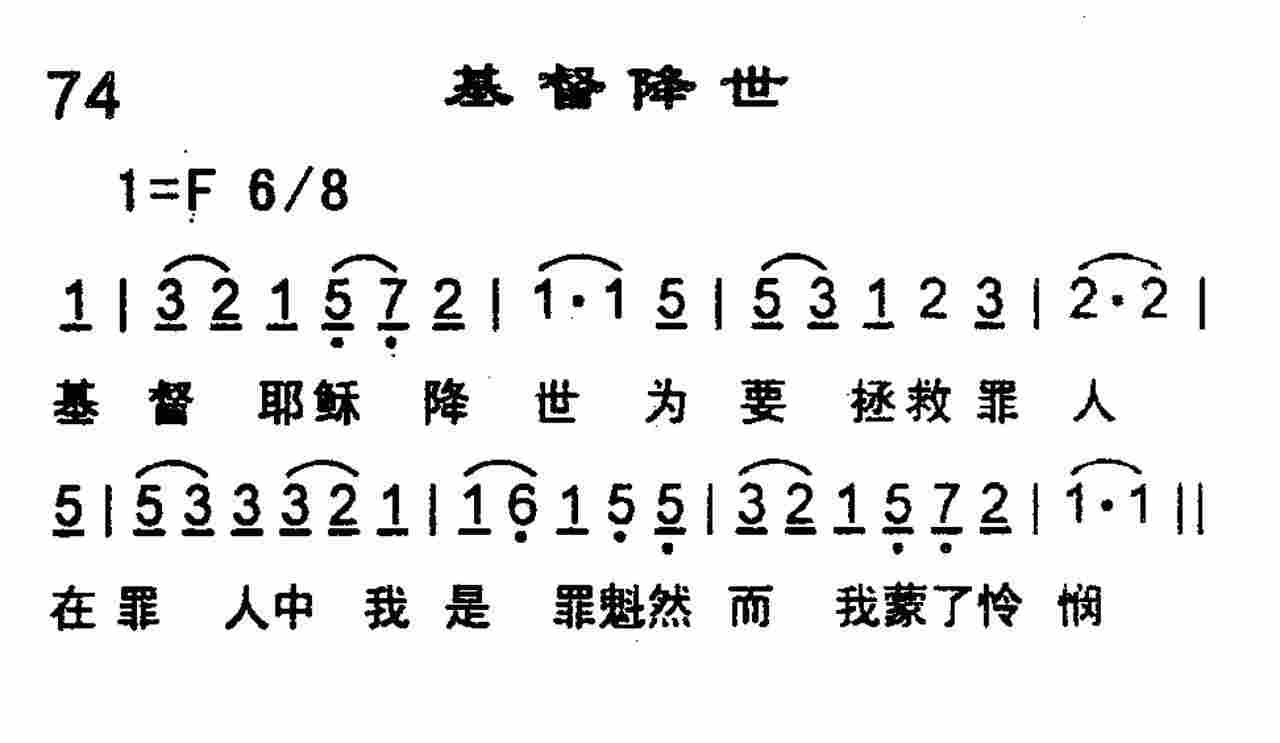 74 基督降世
1=F 6/8
1 | 3 2 1 5 7 2 | 1 · 1 5 | 5 3 1 2 3 | 2 · 2 |
基督耶稣降世为要拯救罪人
5 | 5 3 3 3 2 1 | 1 6 1 5 5 | 3 2 1 5 7 2 | 1 · 1 ||
在罪人中我是罪魁然而我蒙了怜悯